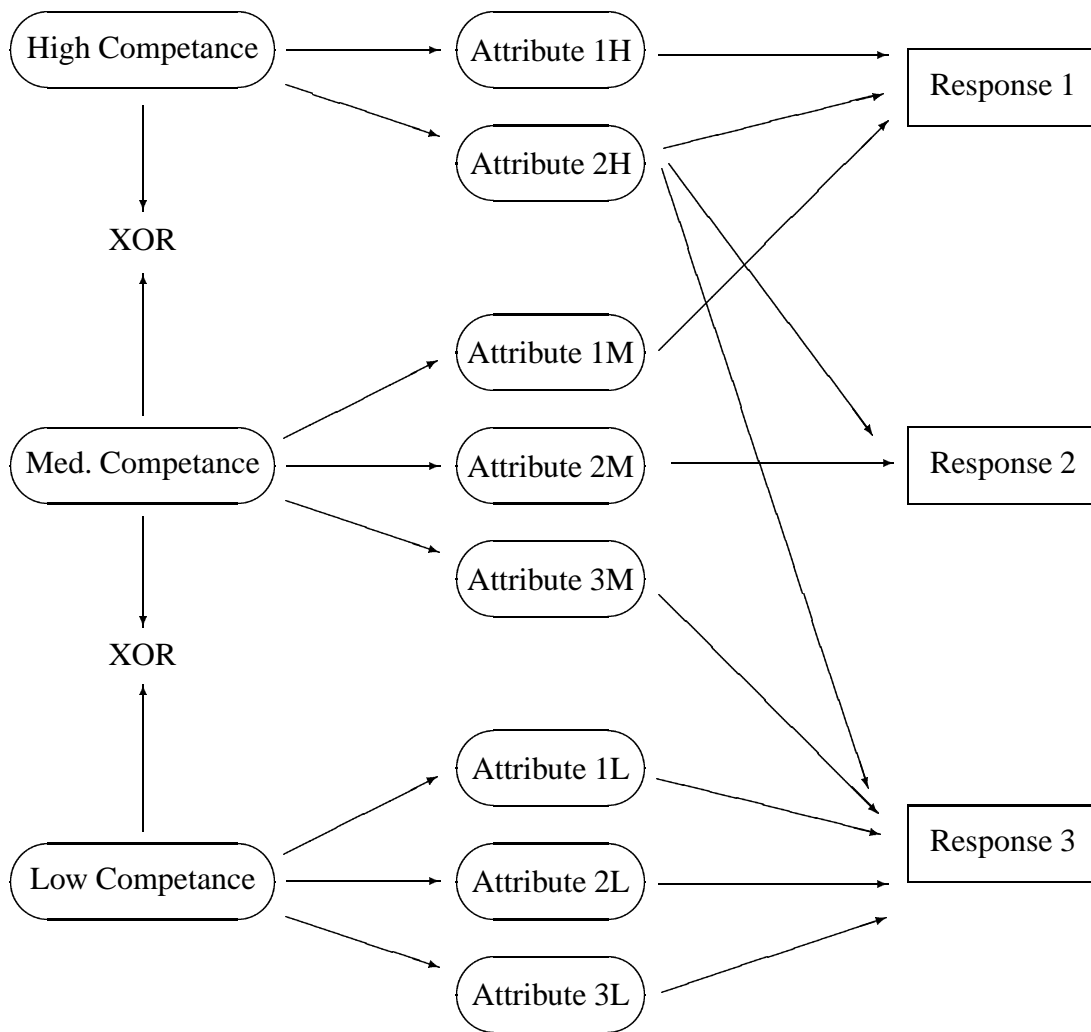 High Competance
Attribute 1H
Response 1
Attribute 2H
XOR
Attribute 1M
Med. Competance
Attribute 2M
Response 2
Attribute 3M
XOR
Attribute 1L
Response 3
Low Competance
Attribute 2L
Attribute 3L